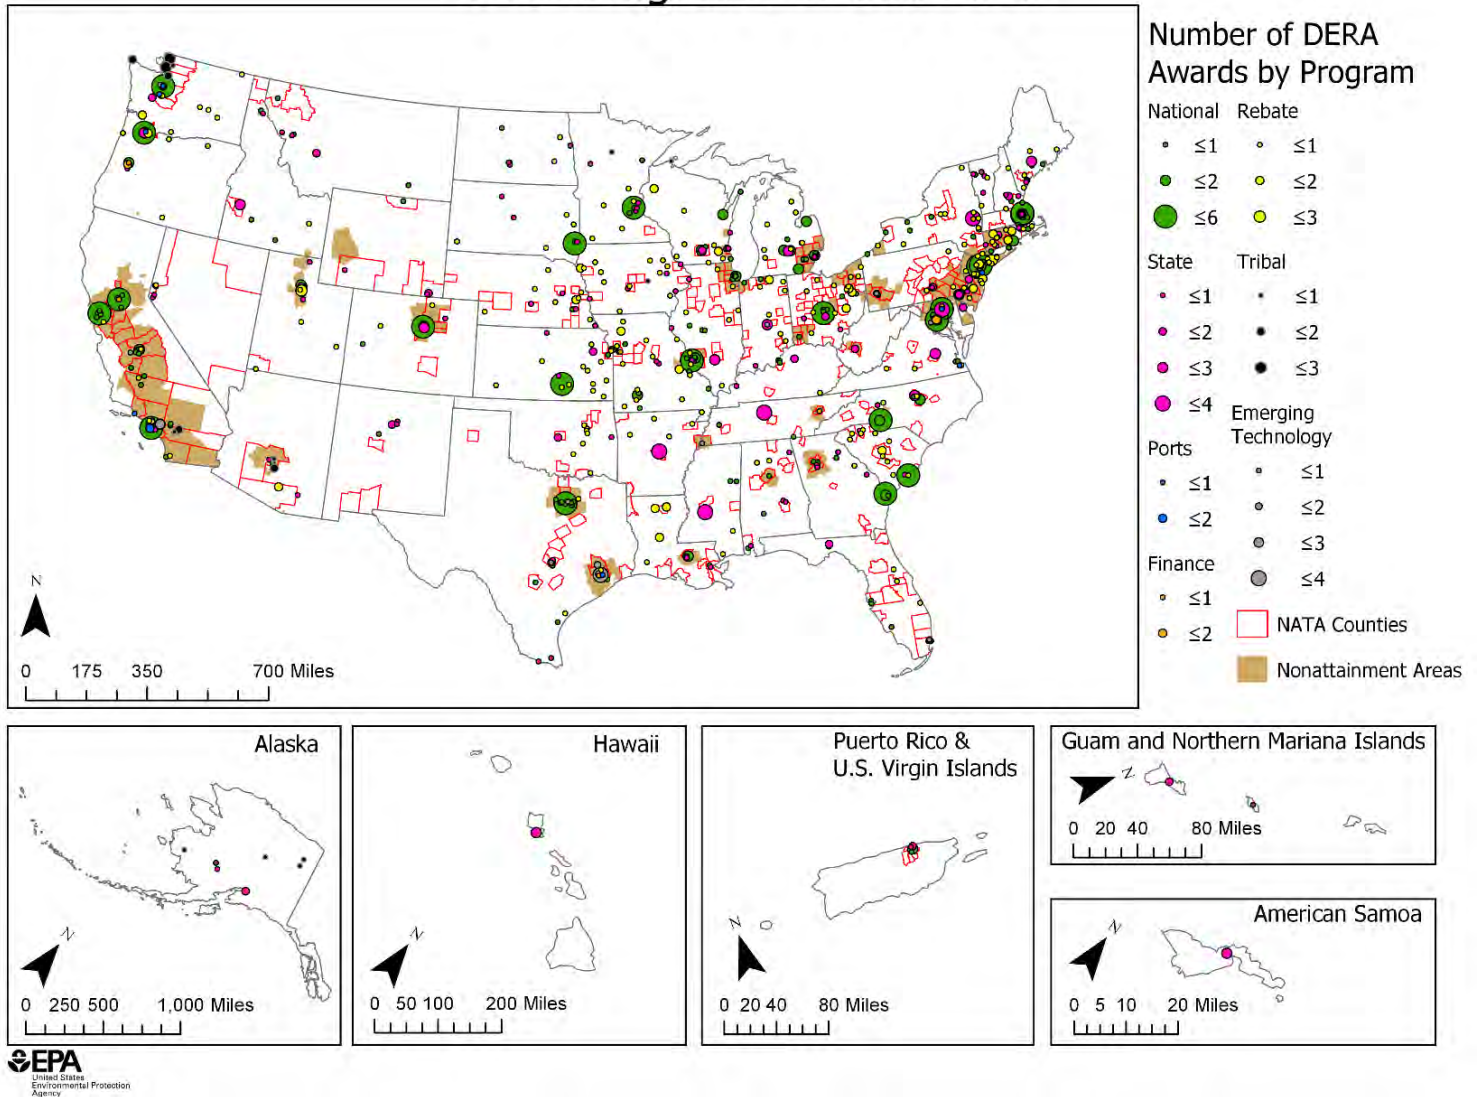 Number of DERA
Awards by Program
National Rebate
≤1 ≤1
≤2 ≤2
≤6 ≤3
State Tribal
≤1 ≤1
≤2 ≤2
≤3 ≤3
≤4
Emerging
Technology
Ports
≤1 ≤1
≤2 ≤2
≤3
Finance
≤4
≤1
≤2
NATA Counties
Nonattainment Areas
N
0 175 350 700 Miles
Alaska
N
0 250 500 1,000 Miles
Hawaii
N
0 50 100 200 Miles
Puerto Rico &
U.S. Virgin Islands
N
0 20 40 80 Miles
Guam and Northern Mariana Islands
N
0 20 40 80 Miles
American Samoa
N
0 5 10 20 Miles
EPA
United States
Environmental Protection
Agency